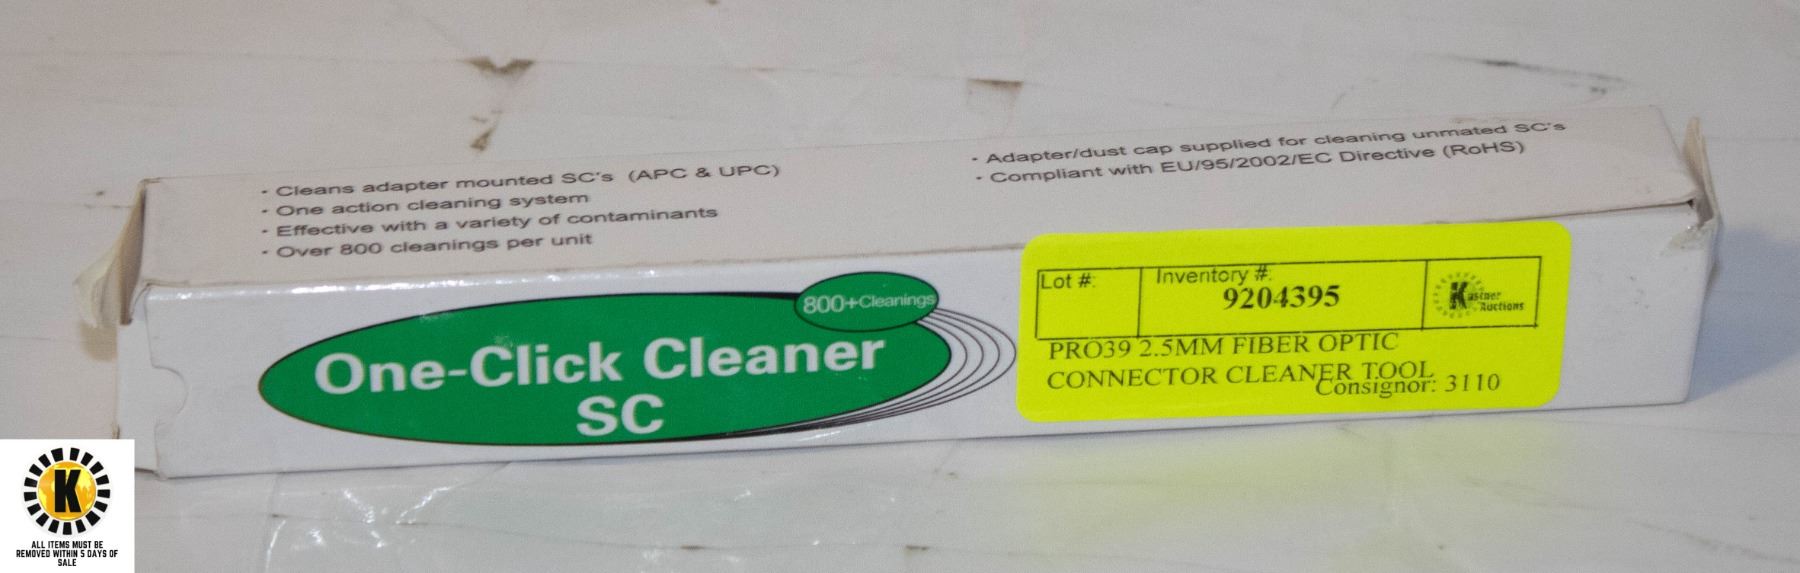 · Cleans adapter mounted SC's (APC & UPC)
· One action cleaning system
· Effective with a variety of contaminants
· Over 800 cleanings per unit
· Adapter/dust cap supplied for cleaning unmated SC's
· Compliant with EU/95/2002/EC Directive (RoHS)
800+Cleanings
One-Click Cleaner
SC
Lot #:
Inventory #:
9204395
Kastner
Auctions
PRO39 2.5MM FIBER OPTIC
CONNECTOR CLEANER TOOL
Consignor: 3110
K
ALL ITEMS MUST BE
REMOVED WITHIN 5 DAYS OF
SALE